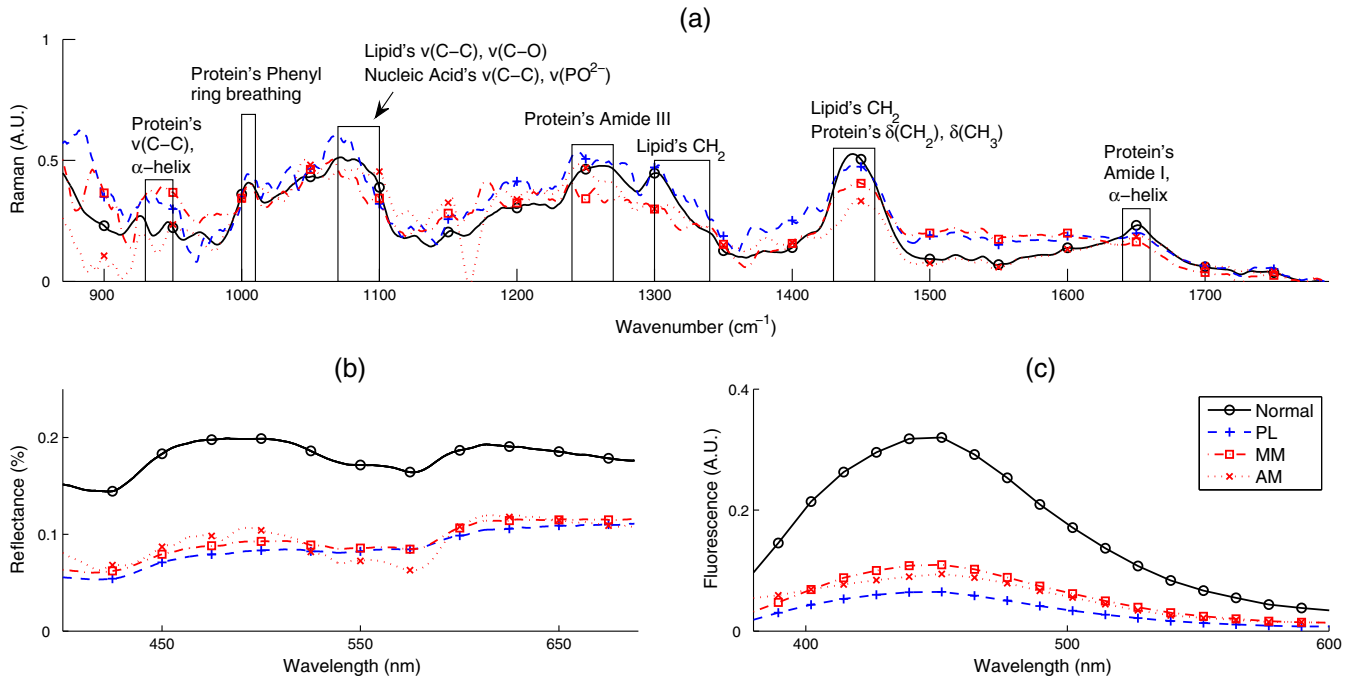 (a)
Raman (A.U.)
1
0.5
0
Protein's
ν(C−C),
α−helix
Protein's Phenyl
ring breathing
Lipid's ν(C−C), ν(C−O)
Nucleic Acid's ν(C−C), ν(PO²⁻)
Protein's Amide III
Lipid's CH₂
Lipid's CH₂
Protein's δ(CH₂), δ(CH₃)
Protein's
Amide I,
α−helix
900 1000 1100 1200 1300 1400 1500 1600 1700
Wavenumber (cm⁻¹)
(b)
Reflectance (%)
0.2
0.1
0
450 550 650
Wavelength (nm)
(c)
Fluorescence (A.U.)
0.4
0.2
0
400 500 600
Wavelength (nm)
Normal
PL
MM
AM